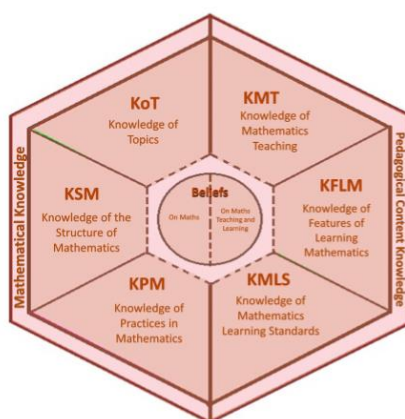 KoT
Knowledge of
Topics
KMT
Knowledge of
Mathematics
Teaching
Mathematical Knowledge
KSM
Knowledge of the
Structure of
Mathematics
Beliefs
On Maths
On Maths
Teaching and
Learning
KFLM
Knowledge of
Features of
Learning
Mathematics
Pedagogical Content Knowledge
KPM
Knowledge of
Practices in
Mathematics
KMLS
Knowledge of
Mathematics
Learning Standards